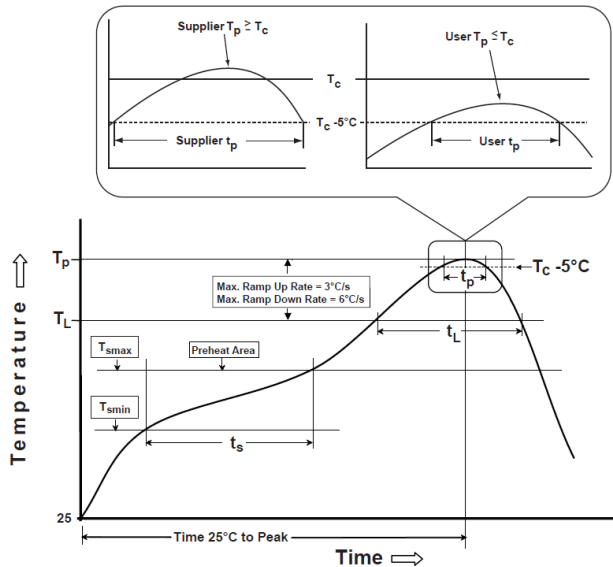 Supplier Tp ≥ Tc
User Tp ≤ Tc
Tc
Tc -5°C
Supplier tp
User tp
Tp
Tc -5°C
tp
Max. Ramp Up Rate = 3°C/s
Max. Ramp Down Rate = 6°C/s
TL
tL
Tsmax
Preheat Area
Tsmin
ts
Temperature
25
Time 25°C to Peak
Time